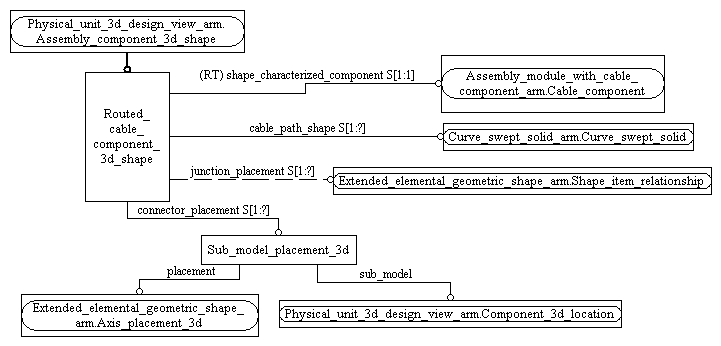 Physical_unit_3d_design_view_arm.
Assembly_component_3d_shape
(RT) shape_characterized_component S[1:1]
Assembly_module_with_cable_
component_arm.Cable_component
Routed_
cable_
component_
3d_shape
cable_path_shape S[1:?]
Curve_swept_solid_arm.Curve_swept_solid
junction_placement S[1:?]
Extended_elemental_geometric_shape_arm.Shape_item_relationship
connector_placement S[1:?]
Sub_model_placement_3d
placement
sub_model
Extended_elemental_geometric_shape_
arm.Axis_placement_3d
Physical_unit_3d_design_view_arm.Component_3d_location